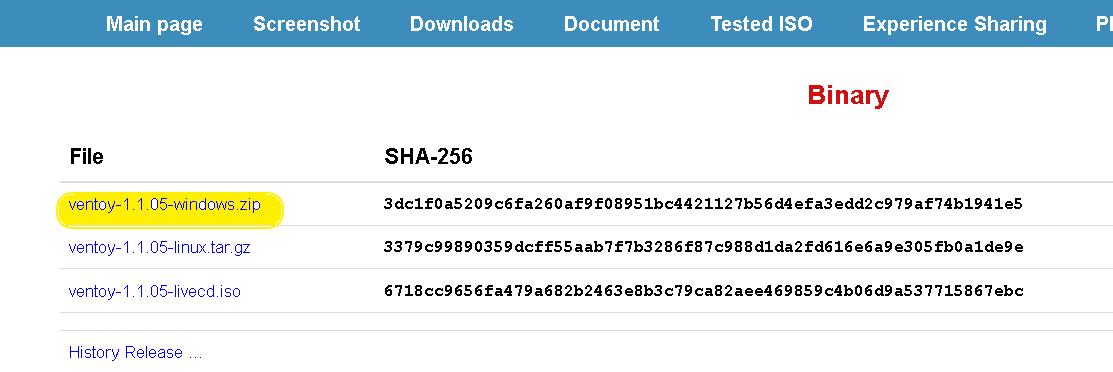 Main page Screenshot Downloads Document Tested ISO Experience Sharing
Binary
File SHA-256
ventoy-1.1.05-windows.zip 3dc1f0a5209c6fa260af9f08951bc4421127b56d4efa3edd2c979af74b1941e5
ventoy-1.1.05-linux.tar.gz 3379c99890359dcff55aab7f7b3286f87c988d1da2fd616e6a9e305fb0a1de9e
ventoy-1.1.05-livecd.iso 6718cc9656fa479a682b2463e8b3c79ca82aee469859c4b06d9a537715867ebc
History Release ...